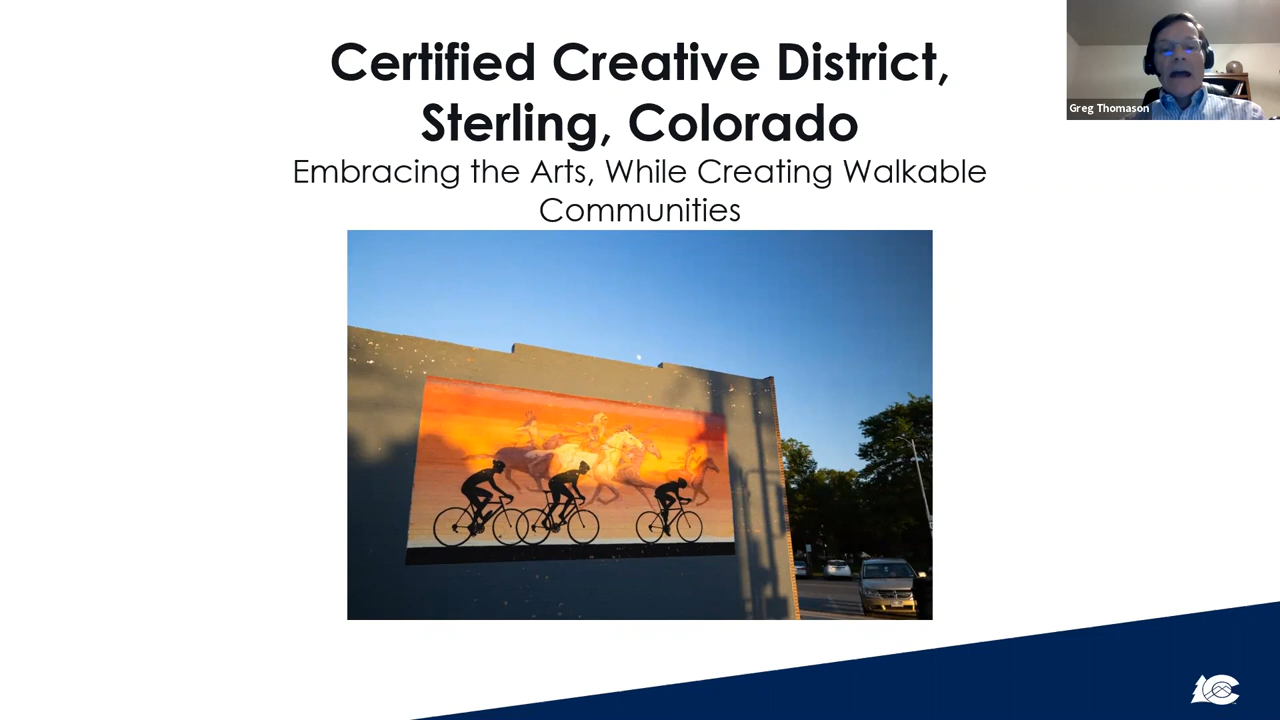 Certified Creative District,
Sterling, Colorado
Embracing the Arts, While Creating Walkable
Communities
Greg Thomason